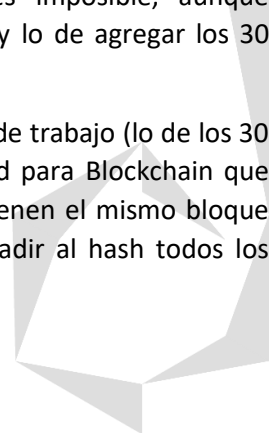 es imposible, aunque
y lo de agregar los 30
de trabajo (lo de los 30
d para Blockchain que
enen el mismo bloque
adir al hash todos los